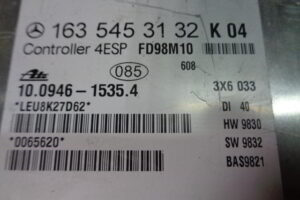 163 545 31 32 K 04
Controller 4ESP FD98M10
085 608
ATE
10.0946-1535.4 3X6 033
*LEU8K27D62* DI 40
HW 9830
*0065620* SW 9832
BAS9821